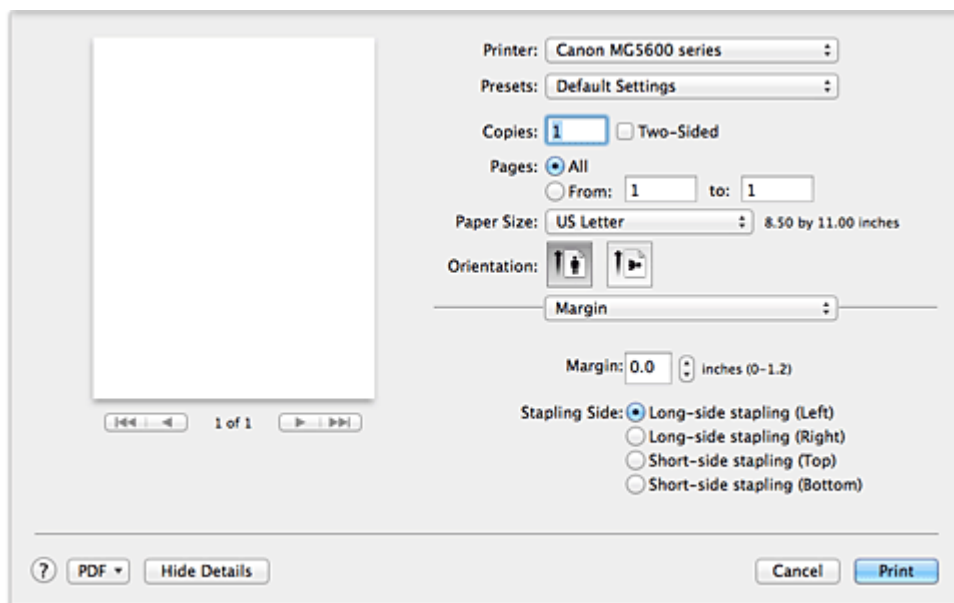 Printer: Canon MG5600 series
Presets: Default Settings
Copies: 1 Two-Sided
Pages: All
From: 1 to: 1
Paper Size: US Letter 8.50 by 11.00 inches
Orientation:
Margin
Margin: 0.0 inches (0-1.2)
Stapling Side: Long-side stapling (Left)
Long-side stapling (Right)
Short-side stapling (Top)
Short-side stapling (Bottom)
1 of 1
? PDF Hide Details Cancel Print